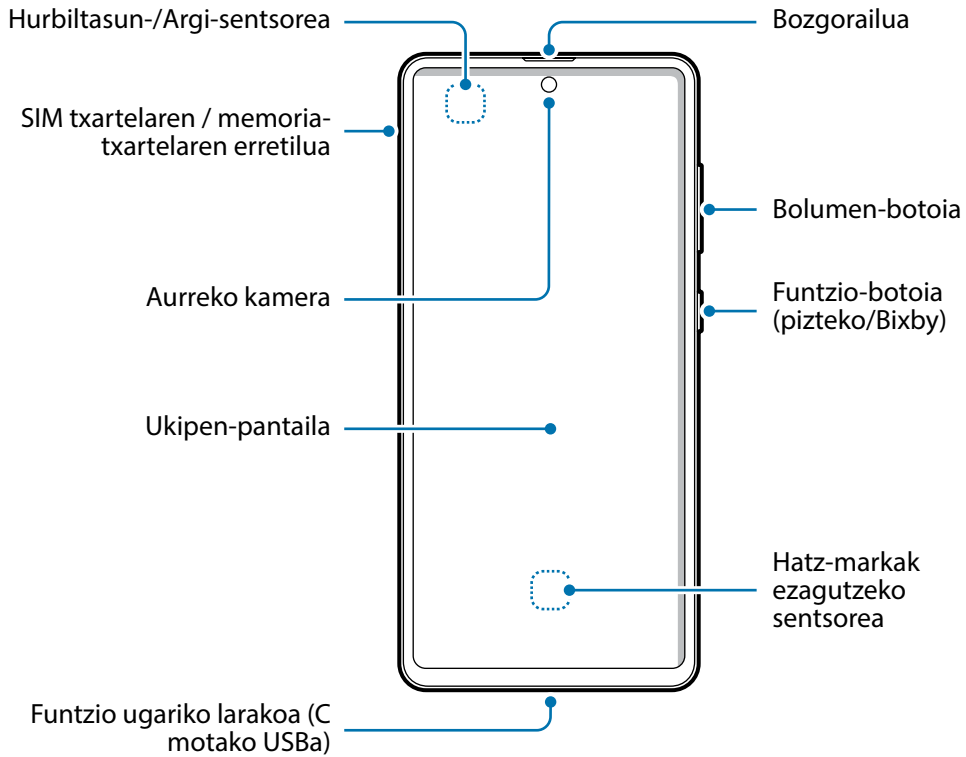 Hurbiltasun-/Argi-sentsorea
Bozgorailua
SIM txartelaren / memoria-
txartelaren erretilua
Bolumen-botoia
Aurreko kamera
Funtzio-botoia
(pizteko/Bixby)
Ukipen-pantaila
Hatz-markak
ezagutzeko
sentsorea
Funtzio ugariko larakoa (C
motako USBa)